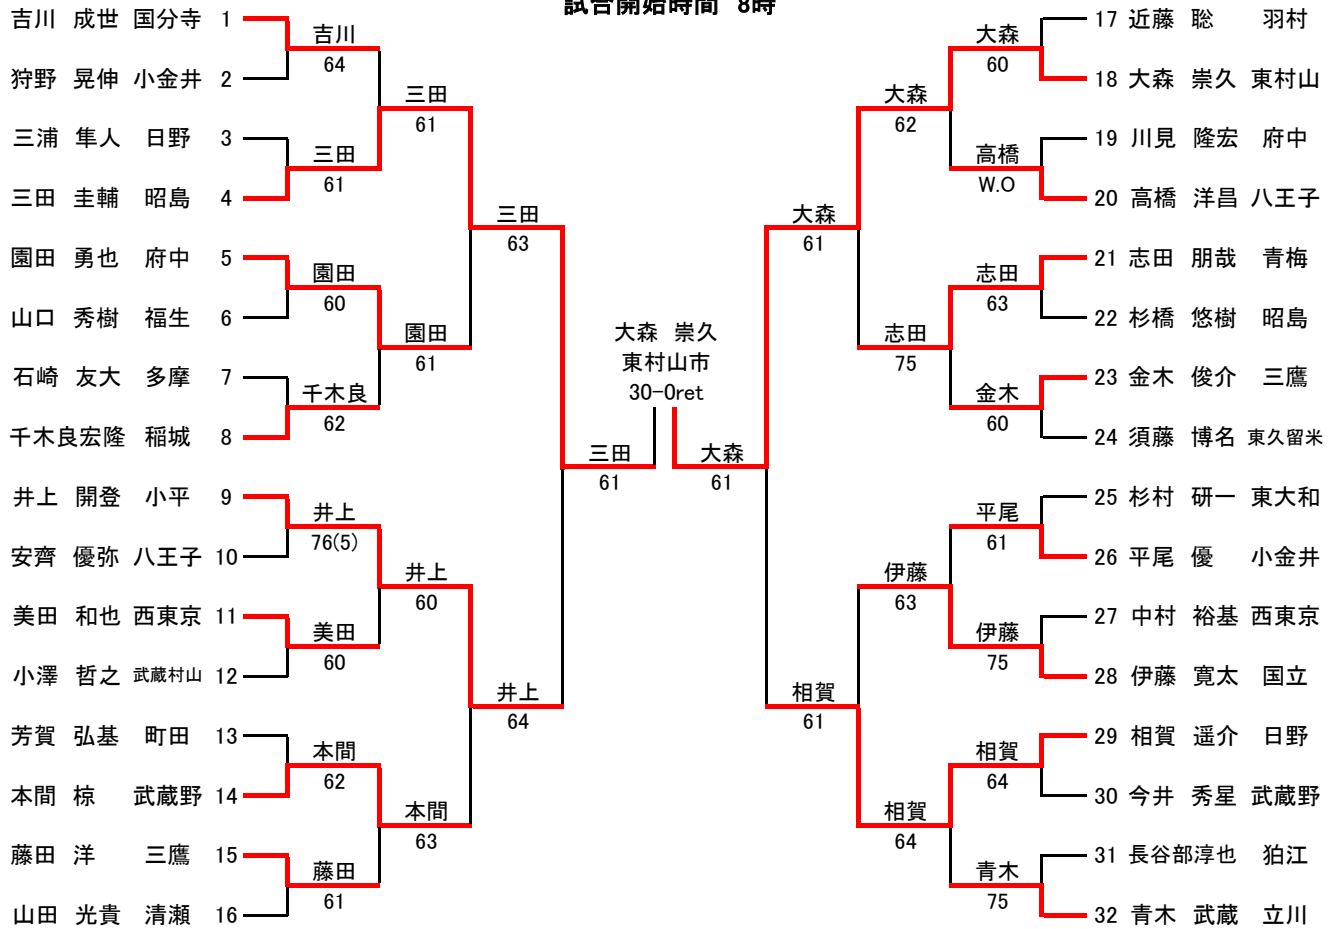 試合開始時間 8時
吉川 成世 国分寺 1
狩野 晃伸 小金井 2
三浦 隼人 日野 3
三田 圭輔 昭島 4
園田 勇也 府中 5
山口 秀樹 福生 6
石崎 友大 多摩 7
千木良宏隆 稲城 8
井上 開登 小平 9
安齊 優弥 八王子 10
美田 和也 西東京 11
小澤 哲之 武蔵村山 12
芳賀 弘基 町田 13
本間 椋 武蔵野 14
藤田 洋 三鷹 15
山田 光貴 清瀬 16
吉川
64
三田
61
園田
60
千木良
62
井上
76(5)
美田
60
本間
62
藤田
61
三田
61
園田
61
井上
60
本間
63
三田
63
井上
64
三田
61
大森 崇久
東村山市
30-0ret
大森
61
大森
61
相賀
61
大森
62
志田
75
伊藤
63
相賀
64
大森
60
高橋
W.O
志田
63
金木
60
平尾
61
伊藤
75
相賀
64
青木
75
17 近藤 聡 羽村
18 大森 崇久 東村山
19 川見 隆宏 府中
20 高橋 洋昌 八王子
21 志田 朋哉 青梅
22 杉橋 悠樹 昭島
23 金木 俊介 三鷹
24 須藤 博名 東久留米
25 杉村 研一 東大和
26 平尾 優 小金井
27 中村 裕基 西東京
28 伊藤 寛太 国立
29 相賀 遥介 日野
30 今井 秀星 武蔵野
31 長谷部淳也 狛江
32 青木 武蔵 立川